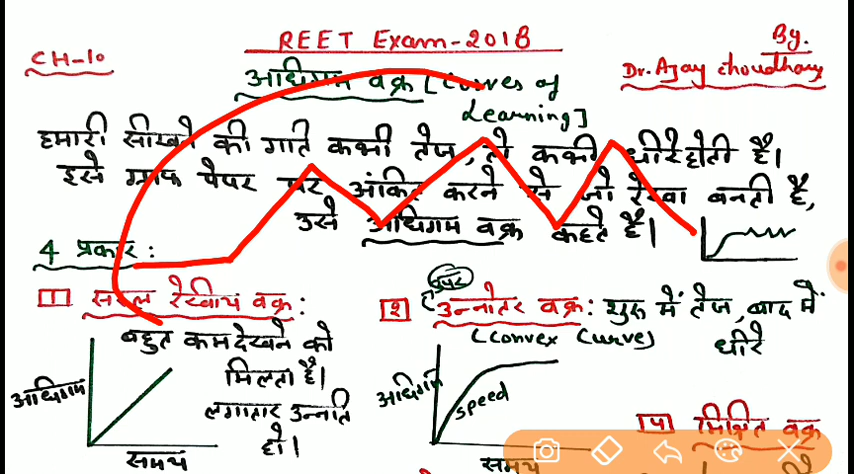 REET Exam-2018
By.
CH-10
Dr. Ajay choudhary
अधिगम वक्र [Curves of
Learning]
हमारी सीखने की गति कभी तेज, तो कभी धीरे होती है।
इसे ग्राफ पेपर पर अंकित करने से जो रेखा बनती है,
उसे अधिगम वक्र कहते है।
4 प्रकार:
1 सरल रेखीय वक्र:
बहुत कम देखने को
मिलता है।
लगातार उन्नति
हो।
अधिगम
समय
2 उन्नोतर वक्र: शुरू में तेज, बाद में
धीरे
(Convex Curve)
अधिगम
speed
समय
4 मिश्रित वक्र